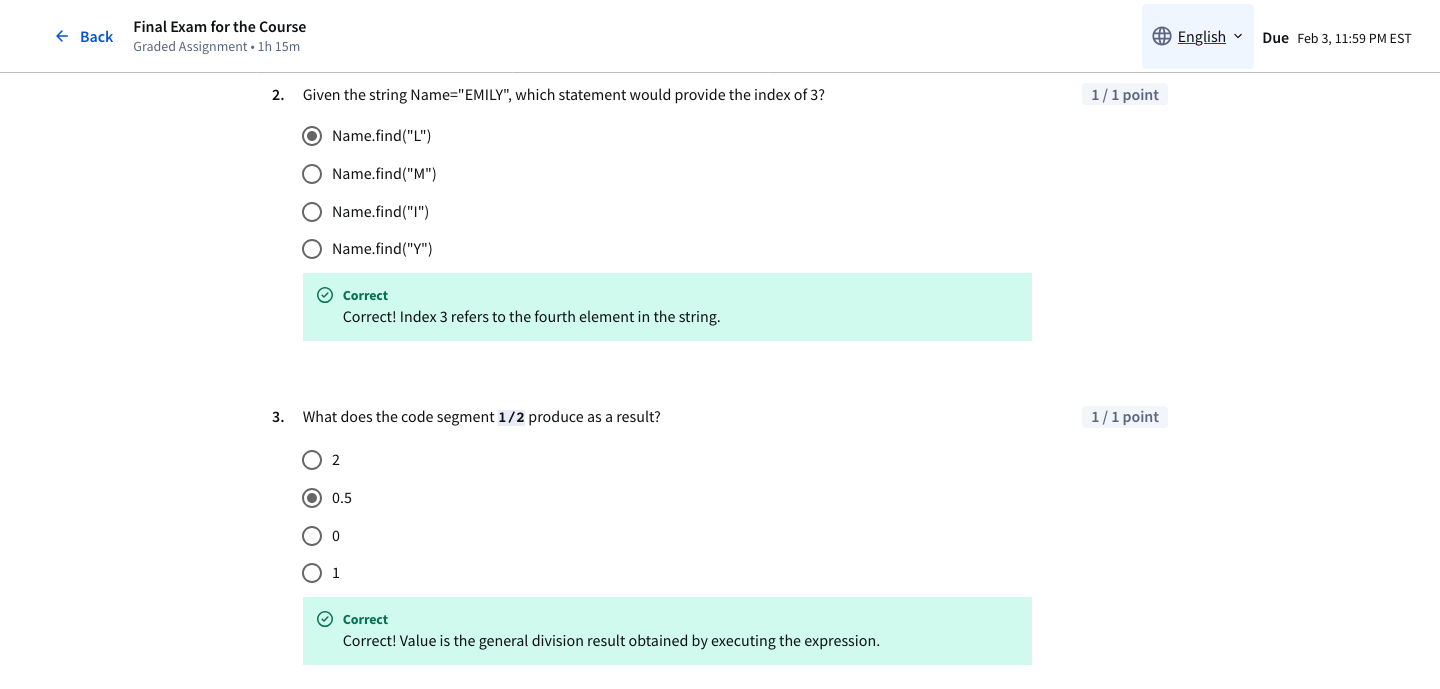 Back
Final Exam for the Course
Graded Assignment • 1h 15m
English
Due Feb 3, 11:59 PM EST
2. Given the string Name="EMILY", which statement would provide the index of 3?
1 / 1 point
Name.find("L")
Name.find("M")
Name.find("I")
Name.find("Y")
Correct
Correct! Index 3 refers to the fourth element in the string.
3. What does the code segment 1/2 produce as a result?
1 / 1 point
2
0.5
0
1
Correct
Correct! Value is the general division result obtained by executing the expression.